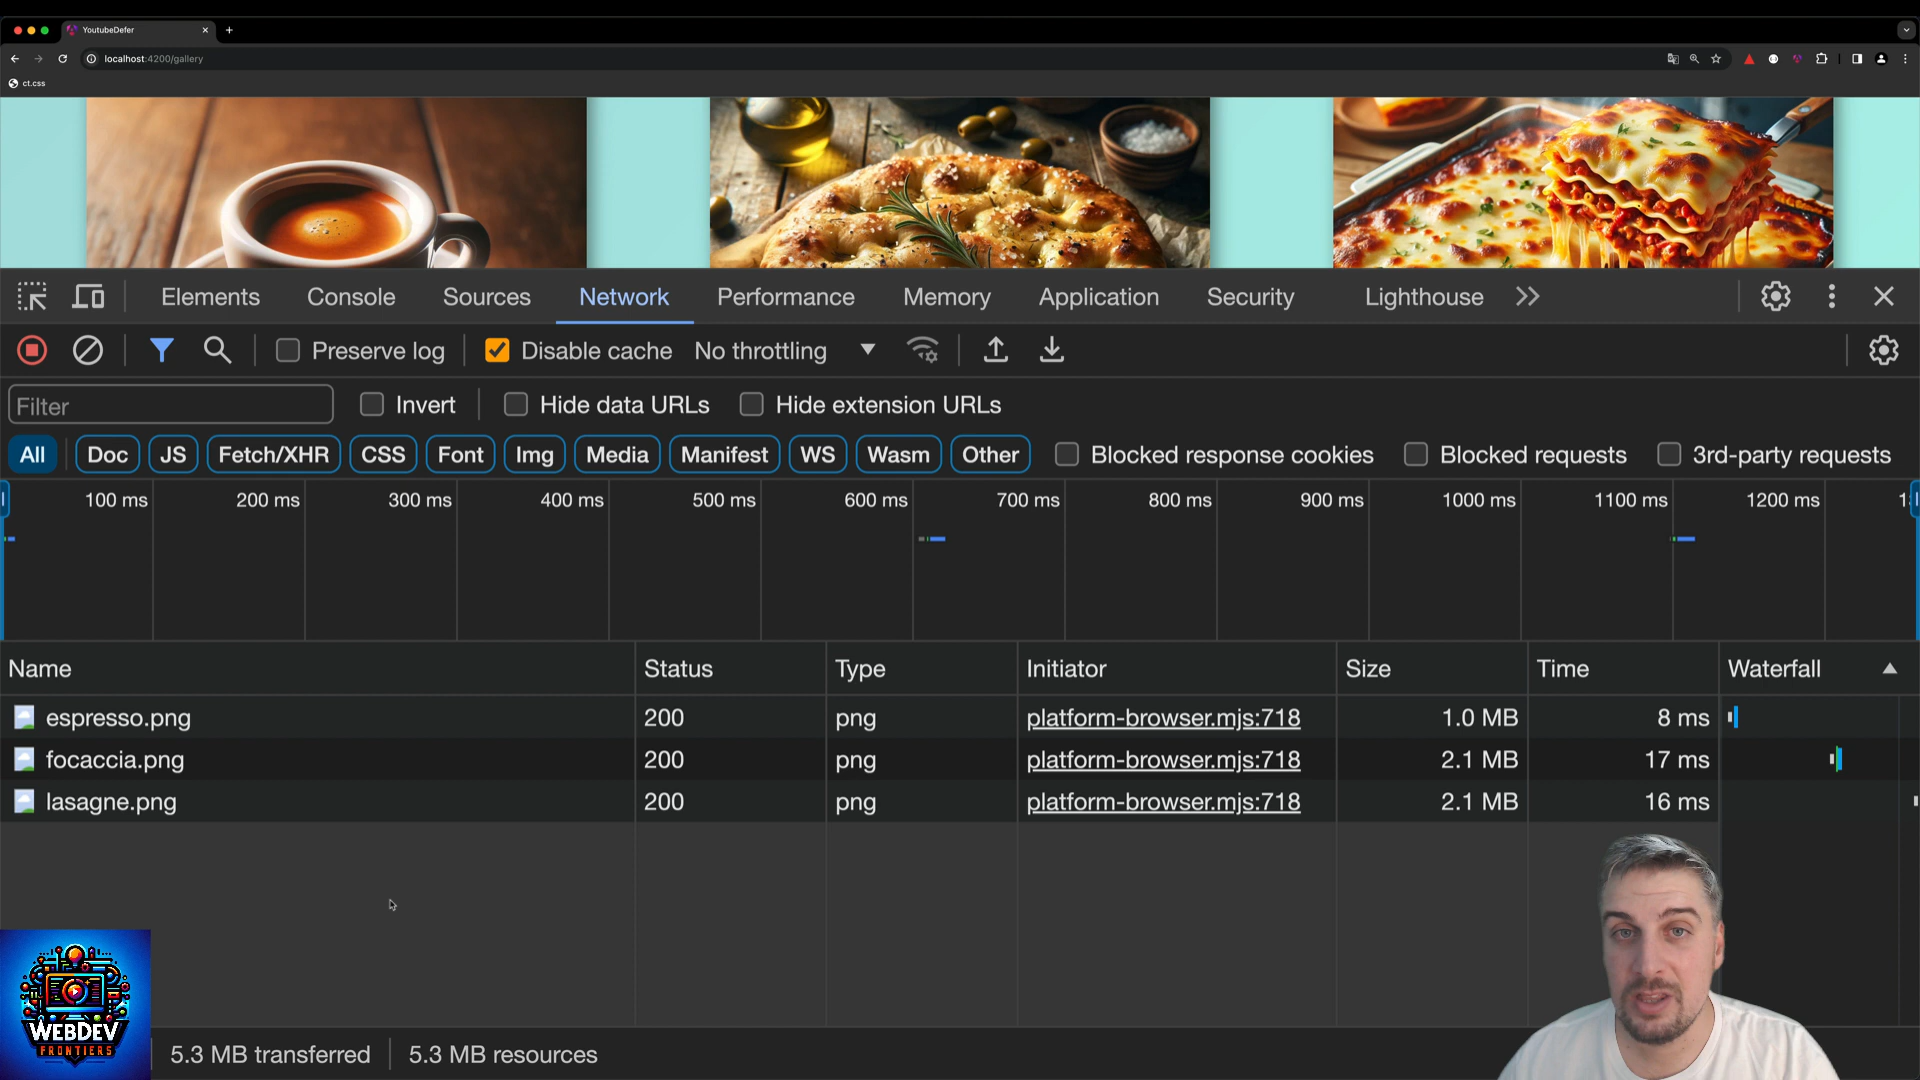 YoutubeDefer
localhost:4200/gallery
ct.css
Elements Console Sources Network Performance Memory Application Security Lighthouse
Preserve log Disable cache No throttling
Filter Invert Hide data URLs Hide extension URLs
All Doc JS Fetch/XHR CSS Font Img Media Manifest WS Wasm Other Blocked response cookies Blocked requests 3rd-party requests
100 ms 200 ms 300 ms 400 ms 500 ms 600 ms 700 ms 800 ms 900 ms 1000 ms 1100 ms 1200 ms
Name Status Type Initiator Size Time Waterfall
espresso.png 200 png platform-browser.mjs:718 1.0 MB 8 ms
focaccia.png 200 png platform-browser.mjs:718 2.1 MB 17 ms
lasagne.png 200 png platform-browser.mjs:718 2.1 MB 16 ms
WEBDEV
FRONTIERS
5.3 MB transferred 5.3 MB resources